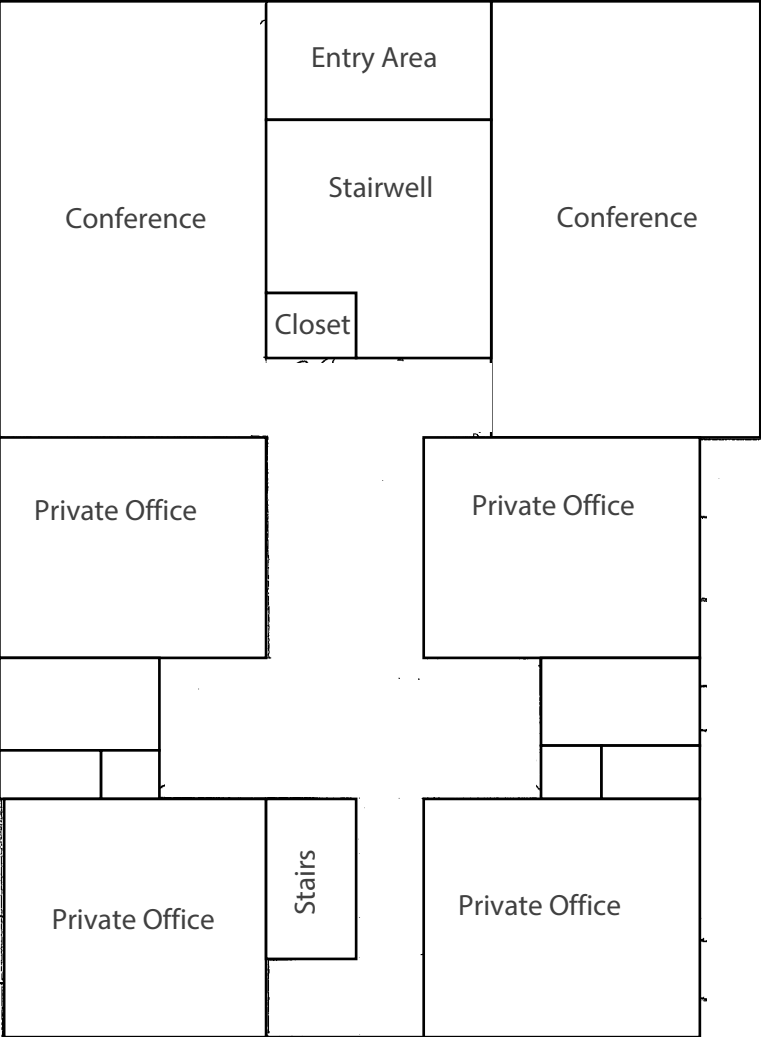 Entry Area
Stairwell
Conference
Conference
Closet
Private Office
Private Office
Stairs
Private Office
Private Office